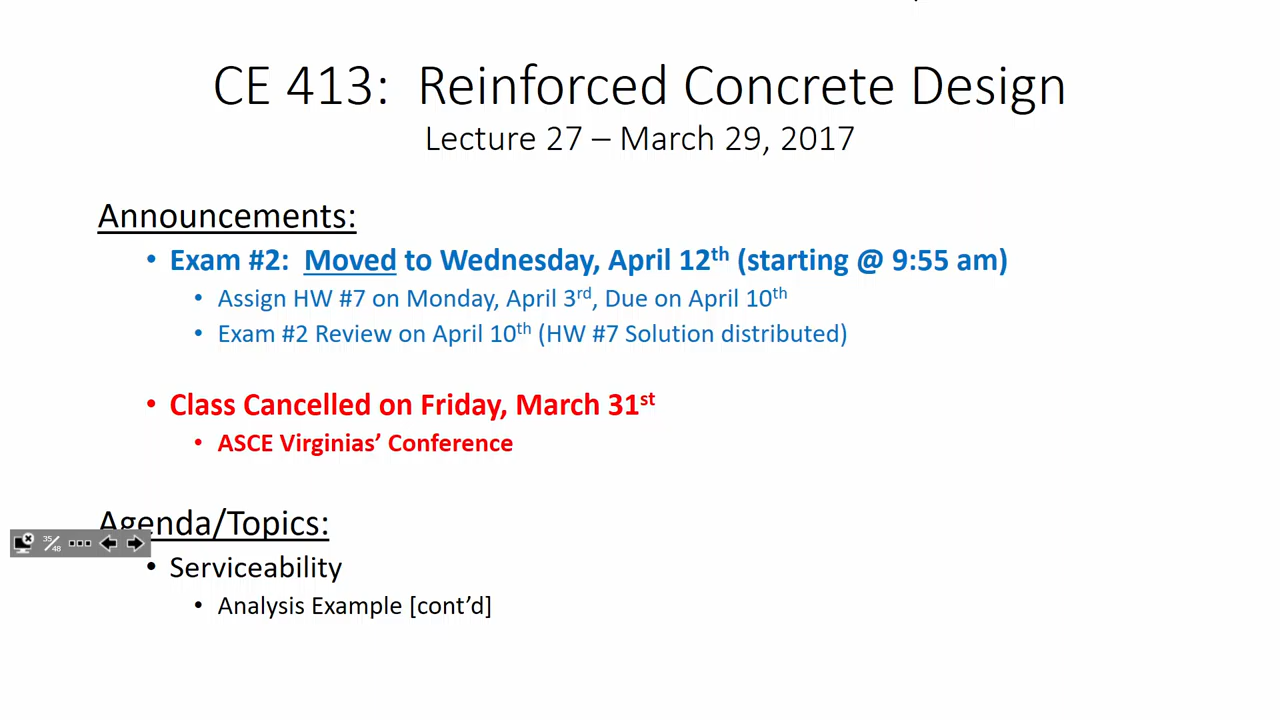 CE 413: Reinforced Concrete Design
Lecture 27 – March 29, 2017
Announcements:
• Exam #2: Moved to Wednesday, April 12th (starting @ 9:55 am)
• Assign HW #7 on Monday, April 3rd, Due on April 10th
• Exam #2 Review on April 10th (HW #7 Solution distributed)
• Class Cancelled on Friday, March 31st
• ASCE Virginias’ Conference
Agenda/Topics:
35/48
• Serviceability
• Analysis Example [cont’d]